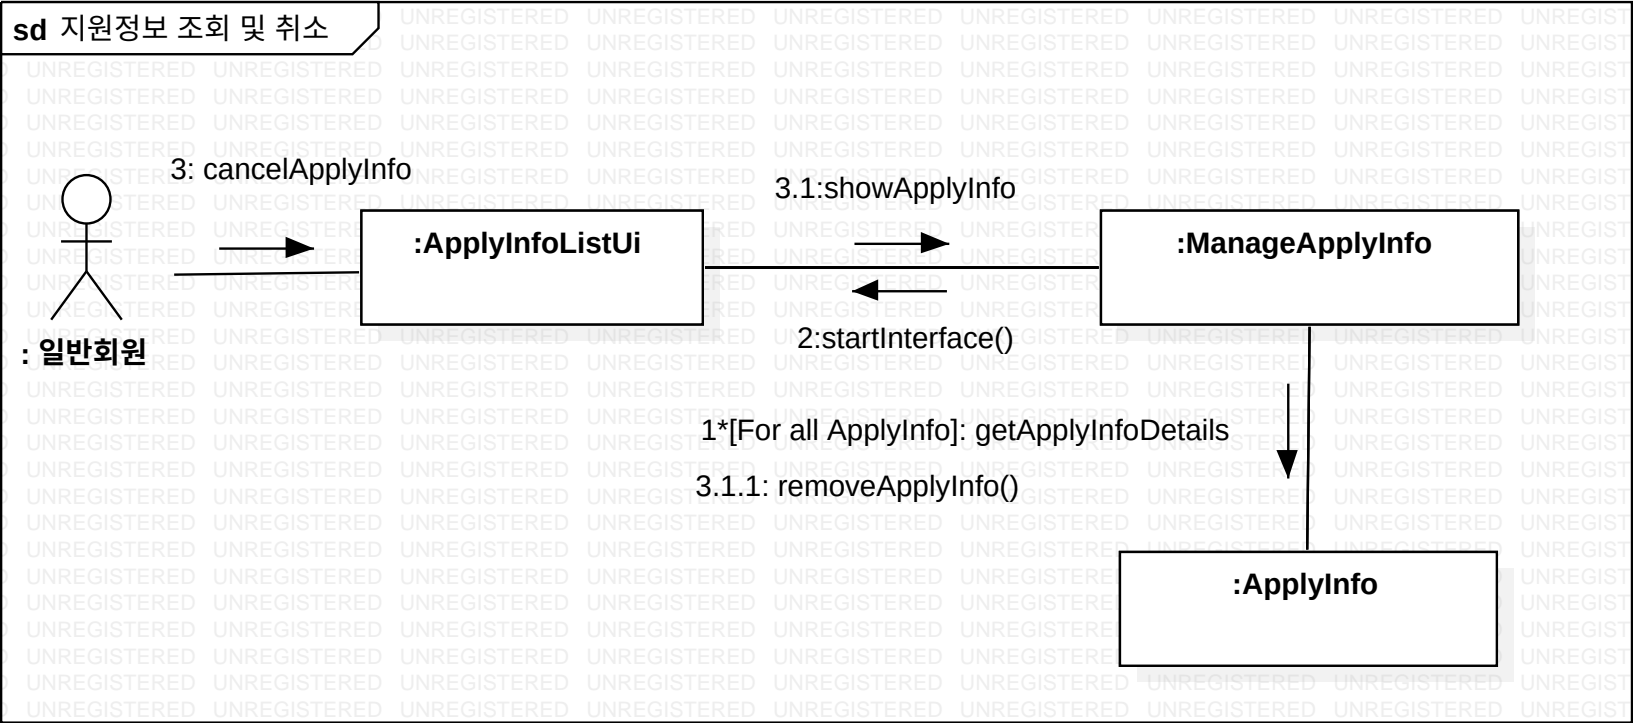 sd 지원정보 조회 및 취소
3: cancelApplyInfo
3.1:showApplyInfo
:ApplyInfoListUi
:ManageApplyInfo
2:startInterface()
: 일반회원
1*[For all ApplyInfo]: getApplyInfoDetails
3.1.1: removeApplyInfo()
:ApplyInfo